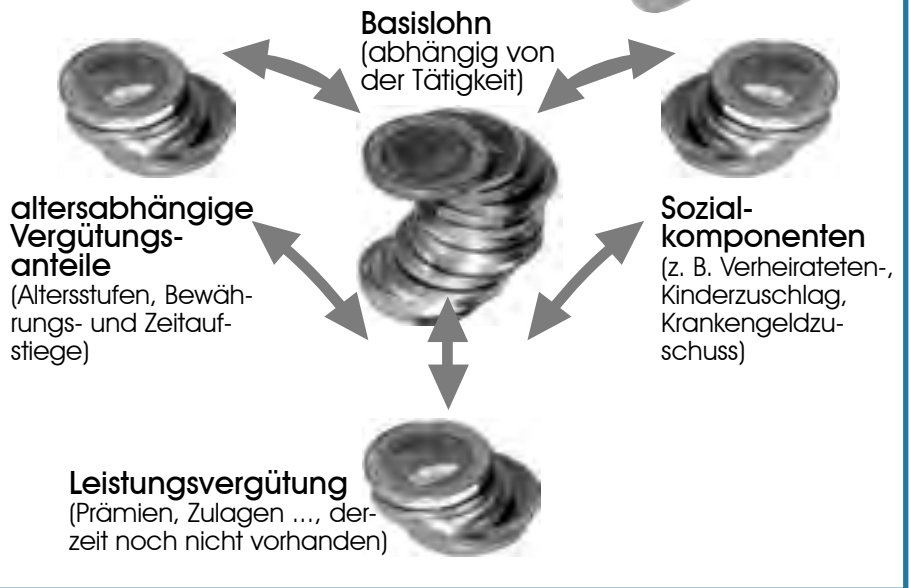 Basislohn
(abhängig von
der Tätigkeit)
altersabhängige
Vergütungs-
anteile
(Altersstufen, Bewäh-
rungs- und Zeitauf-
stiege)
Sozial-
komponenten
(z. B. Verheirateten-,
Kinderzuschlag,
Krankengeldzu-
schuss)
Leistungsvergütung
(Prämien, Zulagen ..., der-
zeit noch nicht vorhanden)